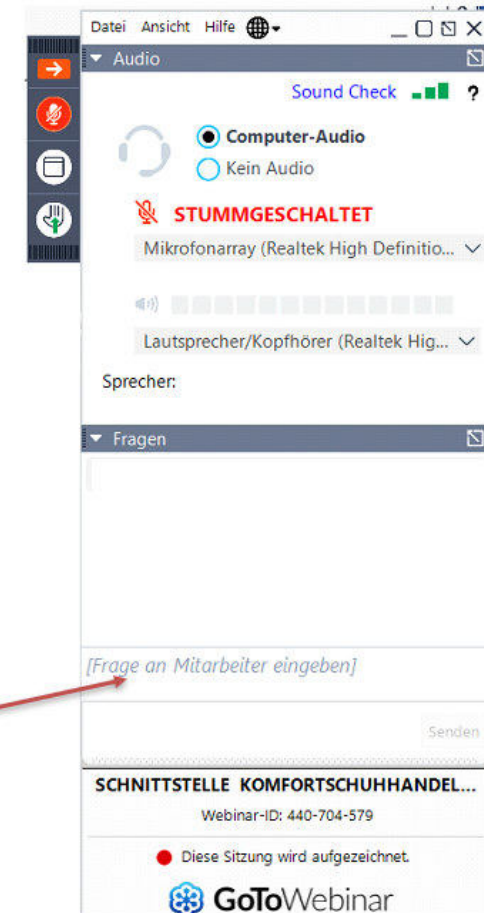 Datei Ansicht Hilfe
Audio
Sound Check ?
Computer-Audio
Kein Audio
STUMMGESCHALTET
Mikrofonarray (Realtek High Definitio...
Lautsprecher/Kopfhörer (Realtek Hig...
Sprecher:
Fragen
[Frage an Mitarbeiter eingeben]
Senden
SCHNITTSTELLE KOMFORTSCHUHHANDEL...
Webinar-ID: 440-704-579
Diese Sitzung wird aufgezeichnet.
GoToWebinar